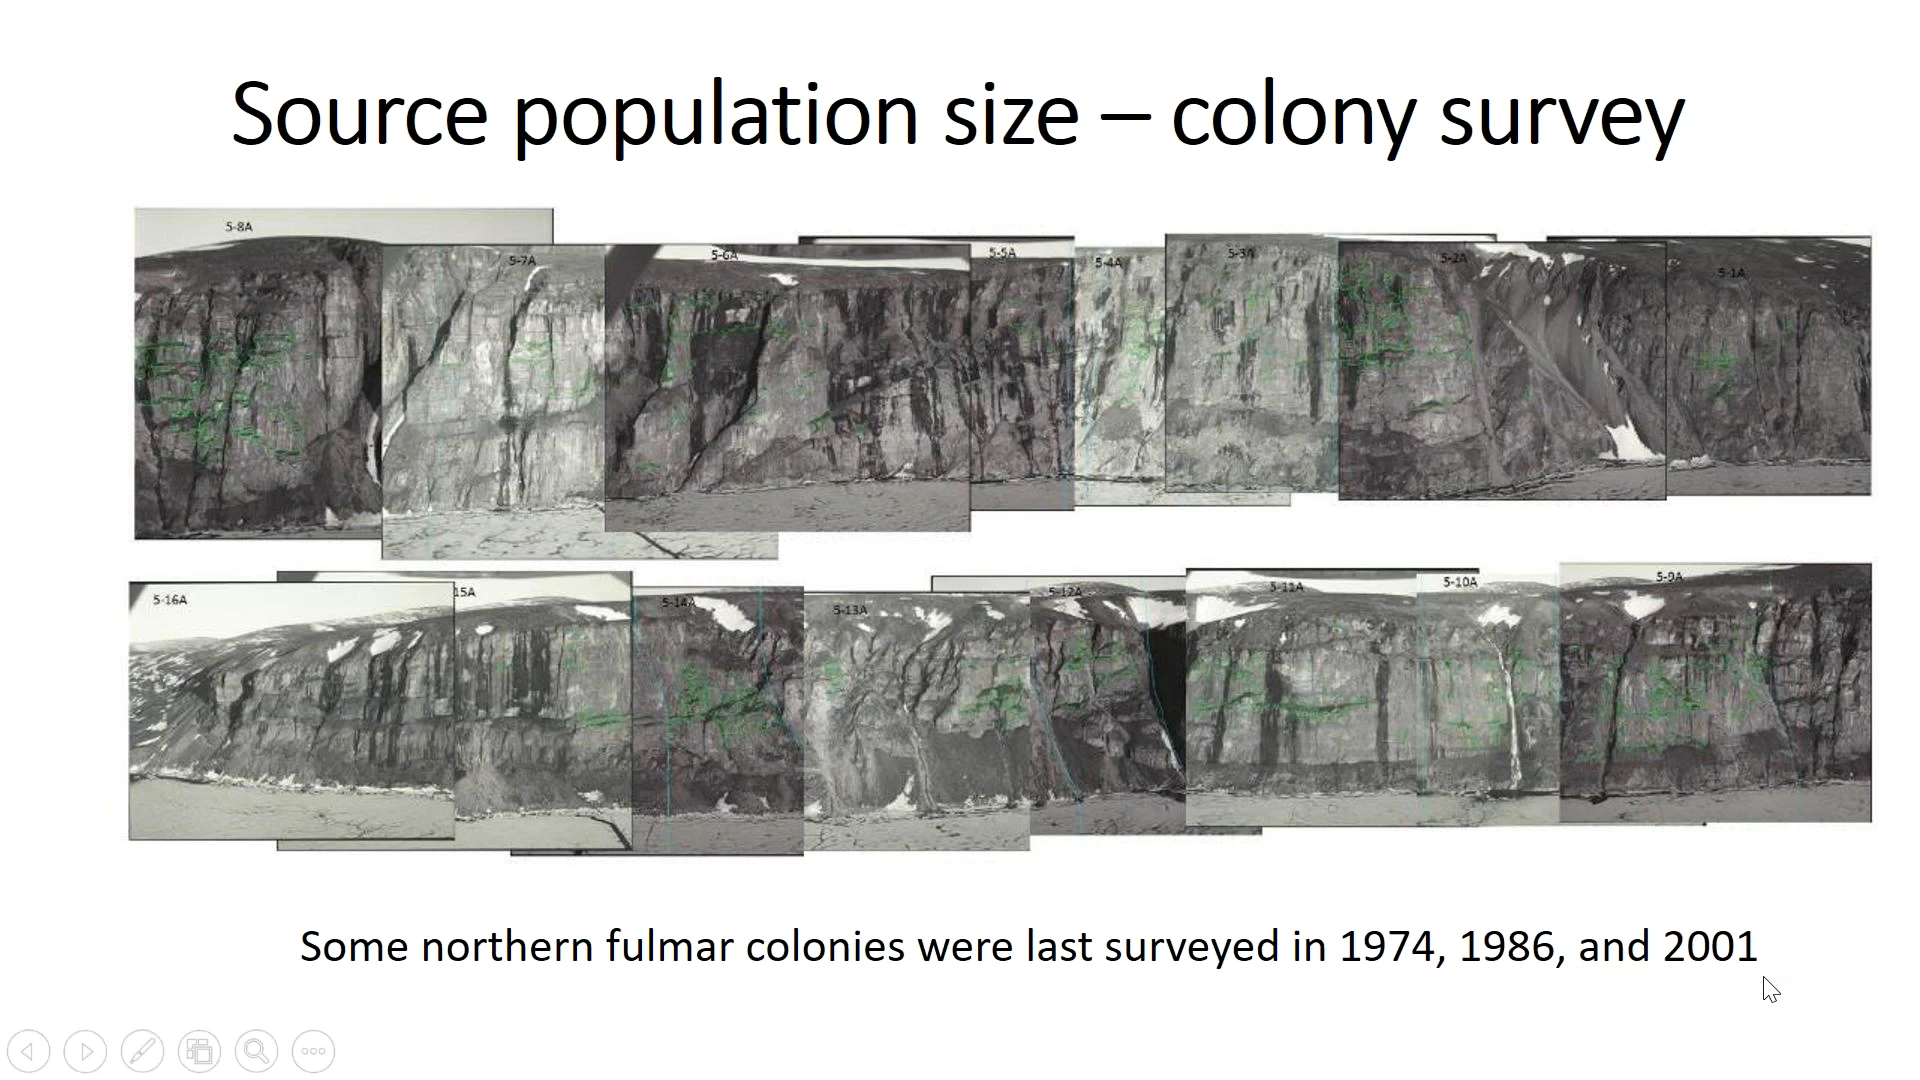 Source population size – colony survey
5-8A
5-7A
5-6A
5-5A
5-4A
5-3A
5-2A
5-1A
5-16A
15A
5-14A
5-13A
5-12A
5-11A
5-10A
5-9A
Some northern fulmar colonies were last surveyed in 1974, 1986, and 2001